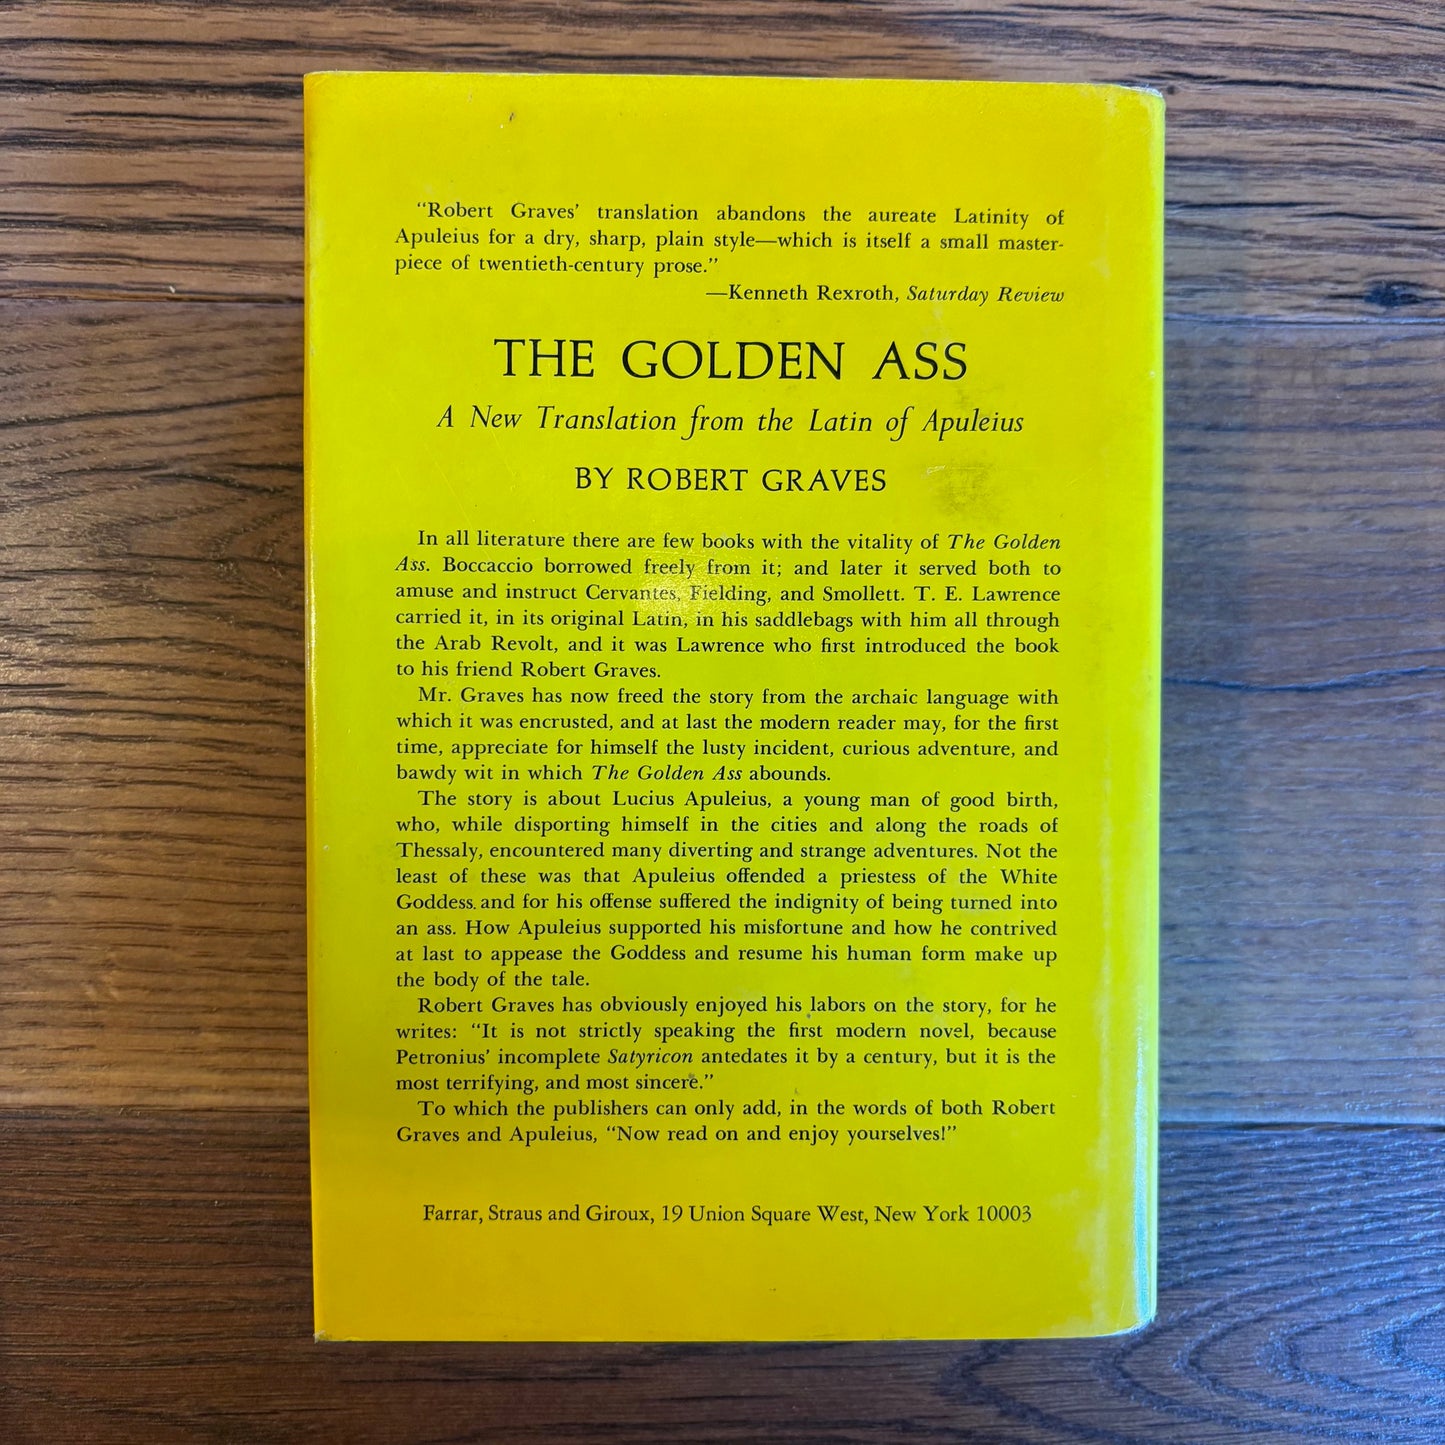 “Robert Graves’ translation abandons the aureate Latinity of
Apuleius for a dry, sharp, plain style—which is itself a small master-
piece of twentieth-century prose.”
—Kenneth Rexroth, Saturday Review
THE GOLDEN ASS
A New Translation from the Latin of Apuleius
BY ROBERT GRAVES
In all literature there are few books with the vitality of The Golden
Ass. Boccaccio borrowed freely from it; and later it served both to
amuse and instruct Cervantes, Fielding, and Smollett. T. E. Lawrence
carried it, in its original Latin, in his saddlebags with him all through
the Arab Revolt, and it was Lawrence who first introduced the book
to his friend Robert Graves.
Mr. Graves has now freed the story from the archaic language with
which it was encrusted, and at last the modern reader may, for the first
time, appreciate for himself the lusty incident, curious adventure, and
bawdy wit in which The Golden Ass abounds.
The story is about Lucius Apuleius, a young man of good birth,
who, while disporting himself in the cities and along the roads of
Thessaly, encountered many diverting and strange adventures. Not the
least of these was that Apuleius offended a priestess of the White
Goddess. and for his offense suffered the indignity of being turned into
an ass. How Apuleius supported his misfortune and how he contrived
at last to appease the Goddess and resume his human form make up
the body of the tale.
Robert Graves has obviously enjoyed his labors on the story, for he
writes: “It is not strictly speaking the first modern novel, because
Petronius’ incomplete Satyricon antedates it by a century, but it is the
most terrifying, and most sincere.”
To which the publishers can only add, in the words of both Robert
Graves and Apuleius, “Now read on and enjoy yourselves!”
Farrar, Straus and Giroux, 19 Union Square West, New York 10003